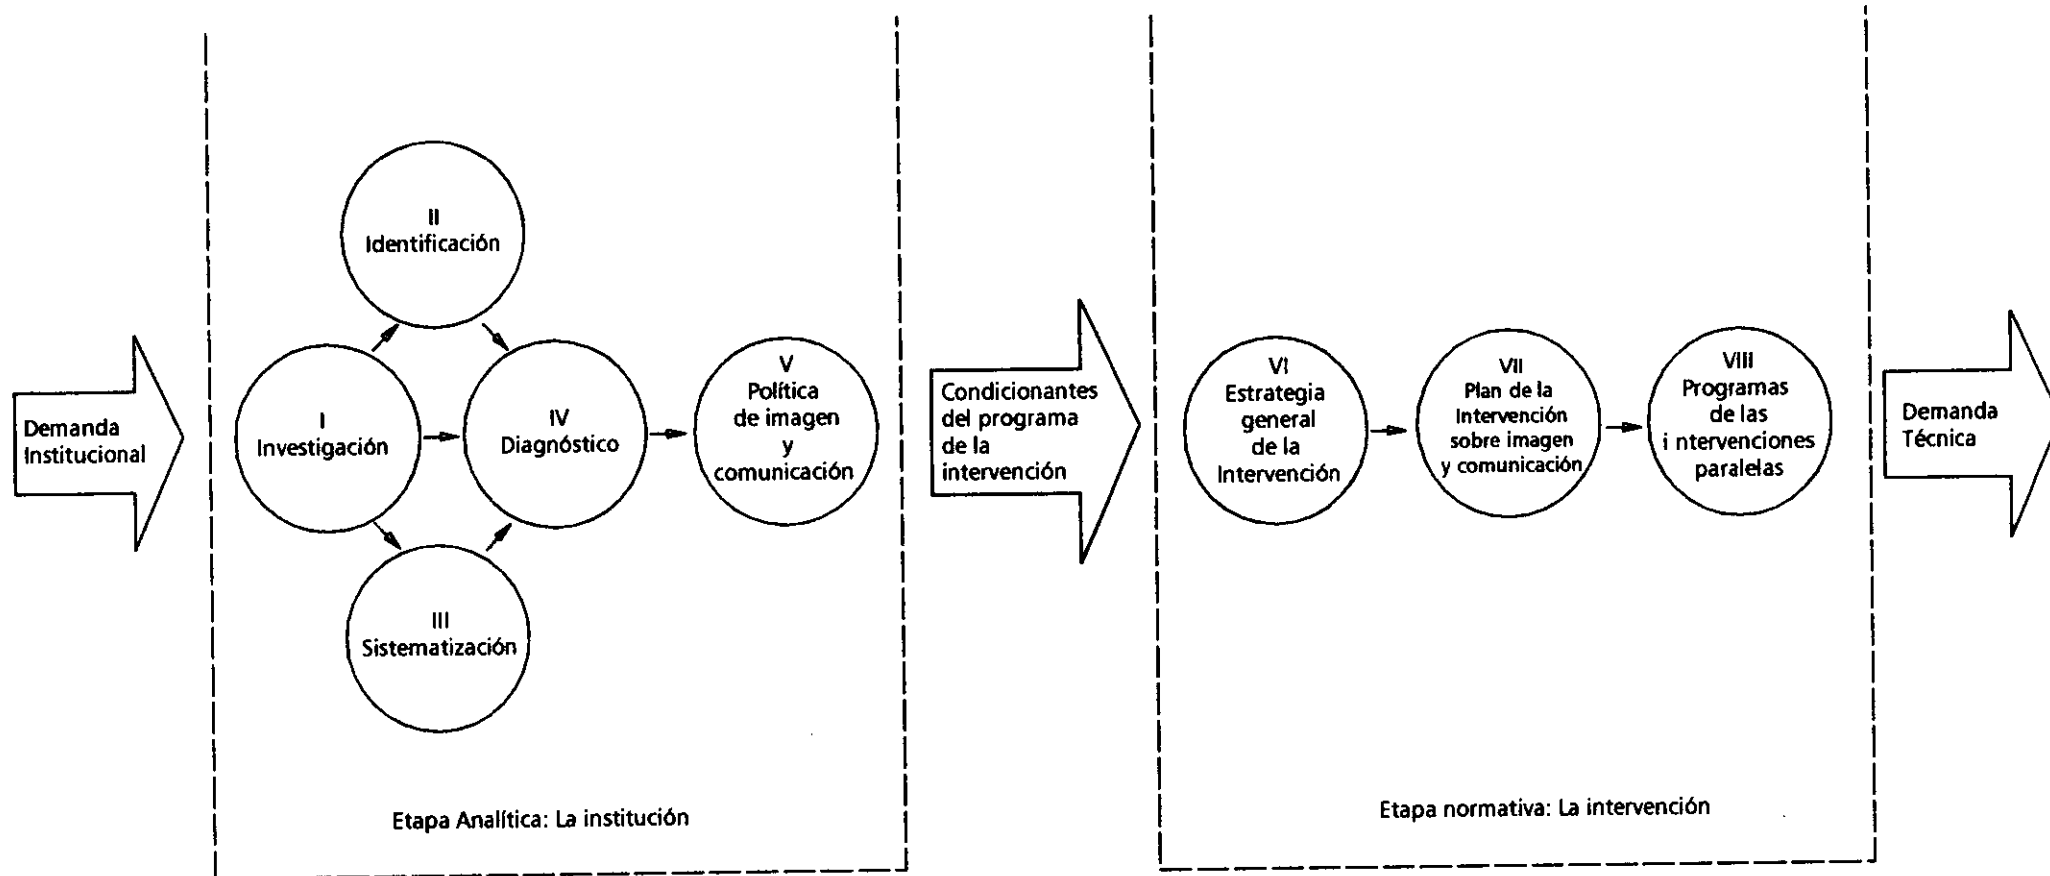 Demanda
Institucional
I
Investigación
II
Identificación
III
Sistematización
IV
Diagnóstico
V
Política
de imagen
y
comunicación
Etapa Analítica: La institución
Condicionantes
del programa
de la
intervención
VI
Estrategia
general
de la
Intervención
VII
Plan de la
Intervención
sobre imagen
y comunicación
VIII
Programas
de las
i ntervenciones
paralelas
Etapa normativa: La intervención
Demanda
Técnica